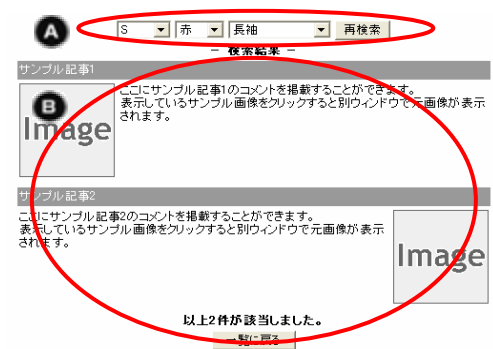 A
S 赤 長袖 再検索
－ 検索結果 －
サンプル記事1
ここにサンプル記事1のコメントを掲載することができます。
表示しているサンプル画像をクリックすると別ウィンドウで元画像が表示
されます。
B
Image
サンプル記事2
ここにサンプル記事2のコメントを掲載することができます。
表示しているサンプル画像をクリックすると別ウィンドウで元画像が表示
されます。
Image
以上2件が該当しました。
一覧に戻る